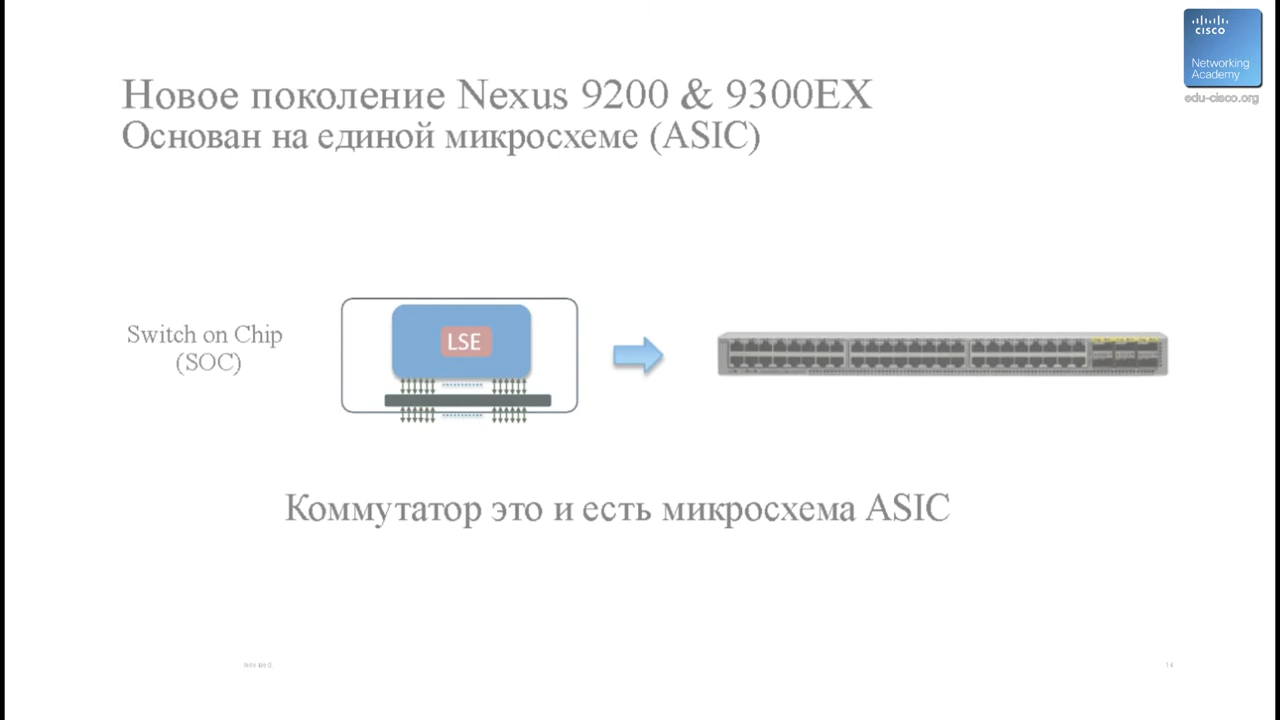 cisco
Networking
Academy
edu-cisco.org
Новое поколение Nexus 9200 & 9300EX
Основан на единой микросхеме (ASIC)
Switch on Chip
(SOC)
LSE
Коммутатор это и есть микросхема ASIC
14